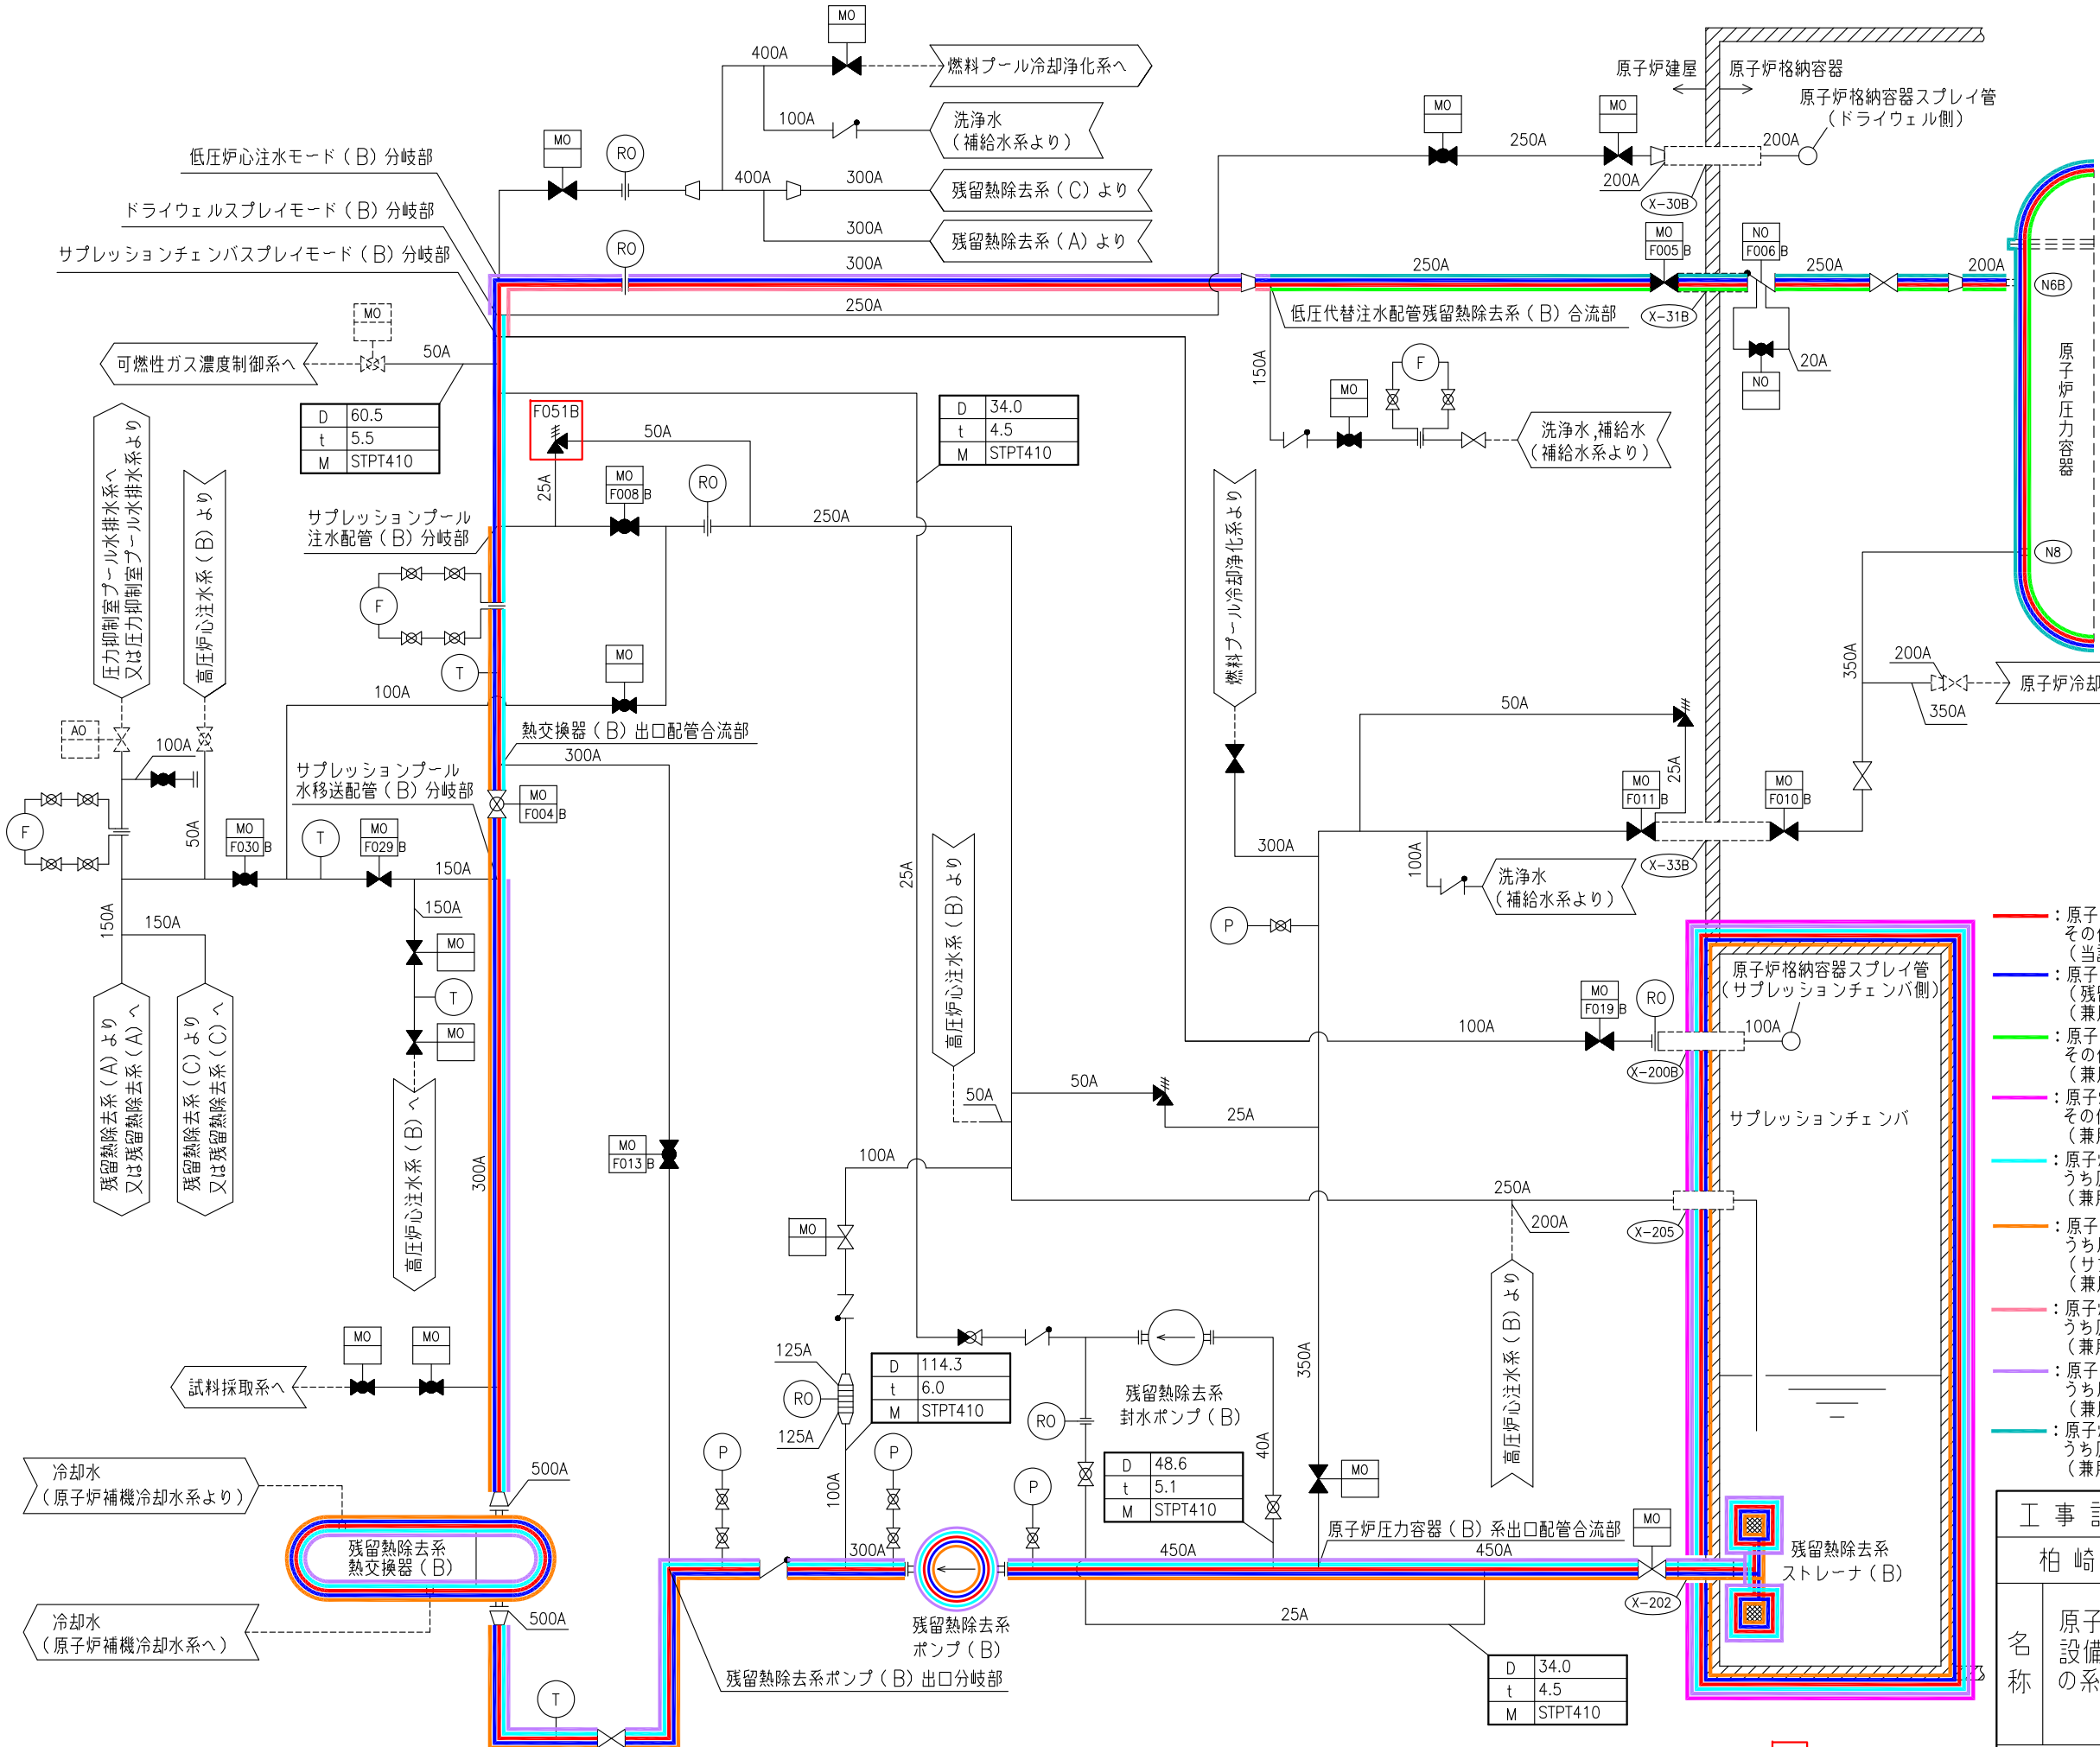 MO
400A
燃料プール冷却浄化系へ
100A
洗浄水
（補給水系より）
MO
RO
400A
300A
残留熱除去系（C）より
300A
残留熱除去系（A）より
低圧炉心注水モード（B）分岐部
ドライウェルスプレイモード（B）分岐部
サプレッションチェンバスプレイモード（B）分岐部
RO
300A
250A
原子炉建屋
原子炉格納容器
原子炉格納容器スプレイ管
（ドライウェル側）
MO
MO
250A
200A
200A
X-30B
MO
F005 B
NO
F006 B
250A
250A
200A
N6B
X-31B
低圧代替注水配管残留熱除去系（B）合流部
20A
NO
150A
MO
F
洗浄水,補給水
（補給水系より）
原子炉圧力容器
N8
MO
50A
可燃性ガス濃度制御系へ
D 60.5
t 5.5
M STPT410
F051B
50A
25A
MO
F008 B
RO
250A
D 34.0
t 4.5
M STPT410
圧力抑制室プール水排水系へ
又は圧力抑制室プール水排水系より
高圧炉心注水系（B）より
サプレッションプール
注水配管（B）分岐部
F
T
MO
100A
熱交換器（B）出口配管合流部
300A
AO
100A
サプレッションプール
水移送配管（B）分岐部
MO
F004 B
F
50A
MO
F030 B
T
MO
F029 B
150A
150A
150A
150A
MO
T
MO
残留熱除去系（A）より
又は残留熱除去系（A）へ
残留熱除去系（C）より
又は残留熱除去系（C）へ
高圧炉心注水系（B）へ
300A
MO
F013 B
25A
高圧炉心注水系（B）より
50A
燃料プール冷却浄化系より
300A
P
50A
25A
MO
F011 B
MO
F010 B
X-33B
100A
洗浄水
（補給水系より）
350A
200A
350A
原子炉冷却
MO
F019 B
RO
100A
100A
X-200B
原子炉格納容器スプレイ管
（サプレッションチェンバ側）
サプレッションチェンバ
50A
25A
100A
250A
200A
X-205
MO
高圧炉心注水系（B）より
125A
RO
125A
D 114.3
t 6.0
M STPT410
100A
残留熱除去系
封水ポンプ（B）
RO
40A
350A
D 48.6
t 5.1
M STPT410
MO
MO
MO
試料採取系へ
冷却水
（原子炉補機冷却水系より）
500A
残留熱除去系
熱交換器（B）
冷却水
（原子炉補機冷却水系へ）
500A
T
P
P
P
300A
残留熱除去系
ポンプ（B）
残留熱除去系ポンプ（B）出口分岐部
450A
原子炉圧力容器（B）系出口配管合流部
450A
MO
X-202
25A
D 34.0
t 4.5
M STPT410
残留熱除去系
ストレーナ（B）
工事
柏崎
名称
原子
設備
の系